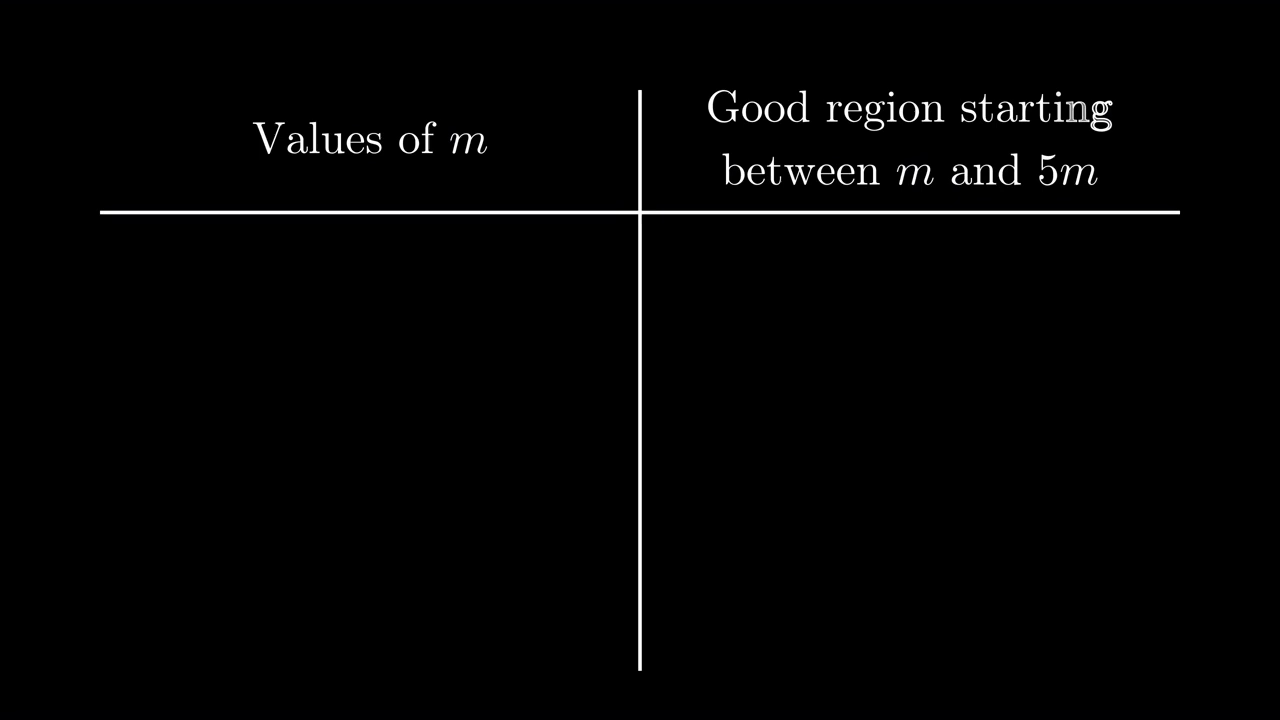 Values of m
Good region starting
between m and 5m